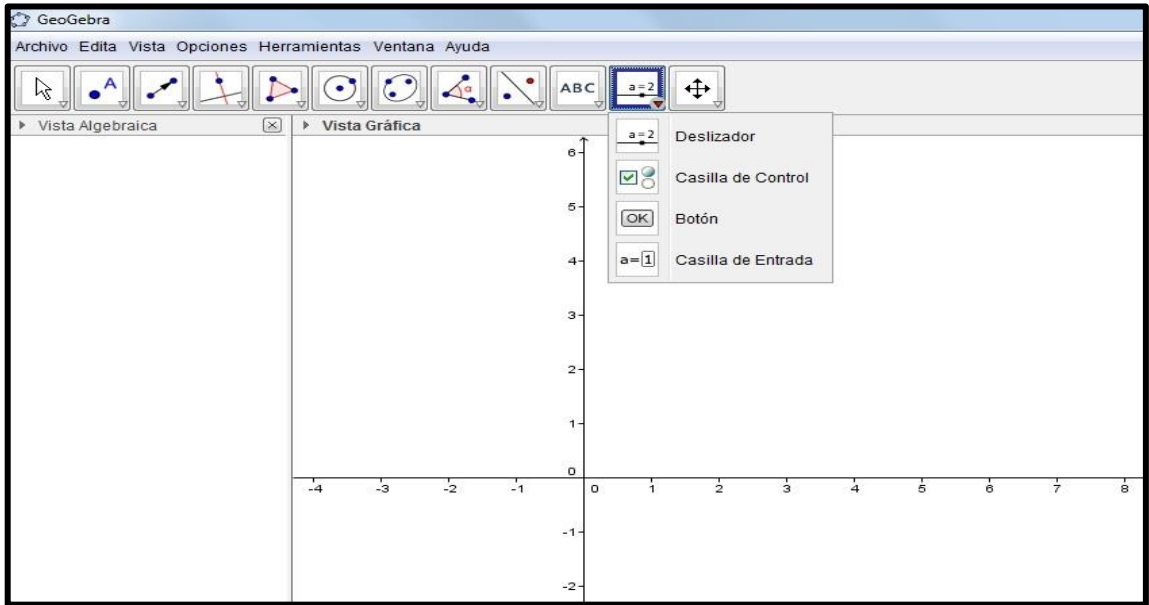 GeoGebra
Archivo Edita Vista Opciones Herramientas Ventana Ayuda
A α ABC a=2
Vista Algebraica Vista Gráfica
a=2 Deslizador
Casilla de Control
OK Botón
a=1 Casilla de Entrada
6
5
4
3
2
1
0
-4 -3 -2 -1 0 1 2 3 4 5 6 7 8
-1
-2